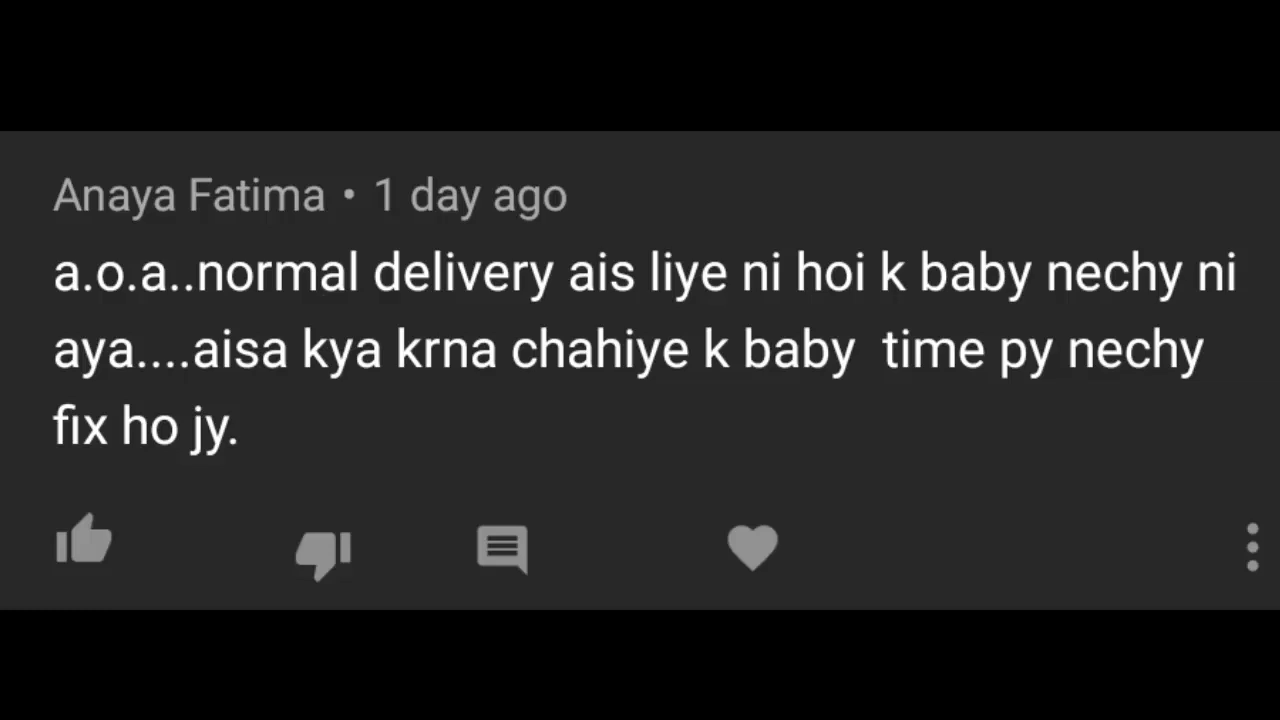 Anaya Fatima • 1 day ago
a.o.a..normal delivery ais liye ni hoi k baby nechy ni
aya....aisa kya krna chahiye k baby time py nechy
fix ho jy.